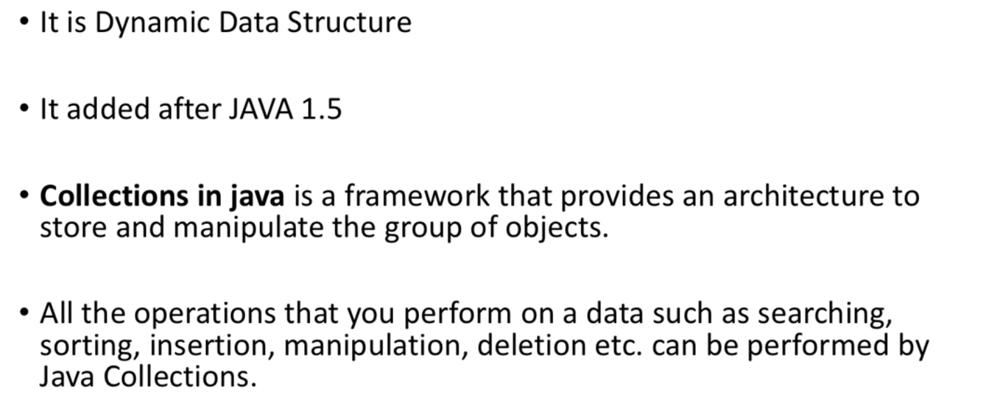 • It is Dynamic Data Structure
• It added after JAVA 1.5
• Collections in java is a framework that provides an architecture to
store and manipulate the group of objects.
• All the operations that you perform on a data such as searching,
sorting, insertion, manipulation, deletion etc. can be performed by
Java Collections.